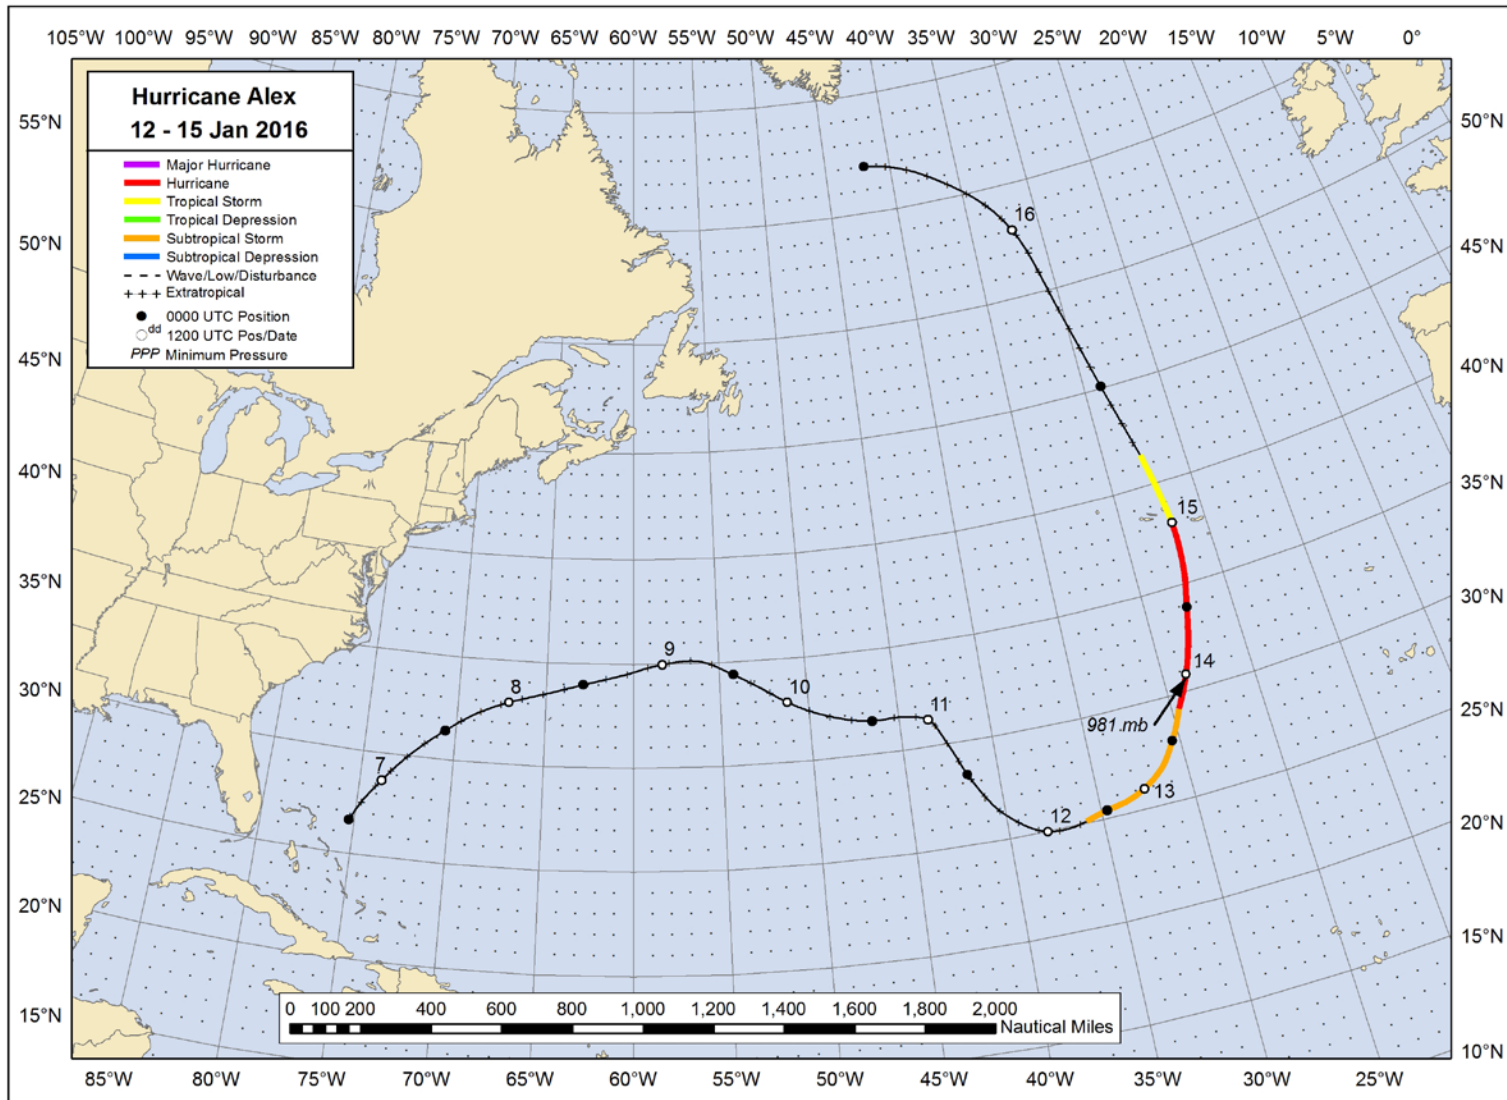 105°W 100°W 95°W 90°W 85°W 80°W 75°W 70°W 65°W 60°W 55°W 50°W 45°W 40°W 35°W 30°W 25°W 20°W 15°W 10°W 5°W 0°
Hurricane Alex
12 - 15 Jan 2016
Major Hurricane
Hurricane
Tropical Storm
Tropical Depression
Subtropical Storm
Subtropical Depression
Wave/Low/Disturbance
Extratropical
0000 UTC Position
dd 1200 UTC Pos/Date
PPP Minimum Pressure
55°N
50°N
45°N
40°N
35°N
30°N
25°N
20°N
15°N
50°N
45°N
40°N
35°N
30°N
25°N
20°N
15°N
10°N
16
15
14
981 mb
13
12
11
10
9
8
7
0 100 200 400 600 800 1,000 1,200 1,400 1,600 1,800 2,000
Nautical Miles
85°W 80°W 75°W 70°W 65°W 60°W 55°W 50°W 45°W 40°W 35°W 30°W 25°W